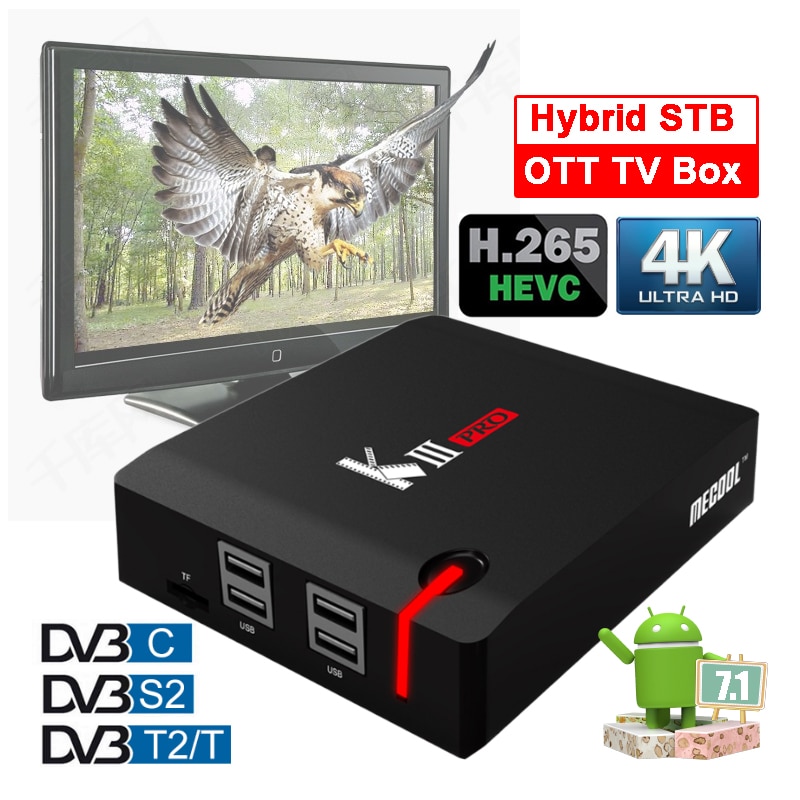 Hybrid STB
OTT TV Box
H.265
HEVC
4K
ULTRA HD
KIII PRO
MECOOL™
TF
USB
USB
DVB C
DVB S2
DVB T2/T
7.1